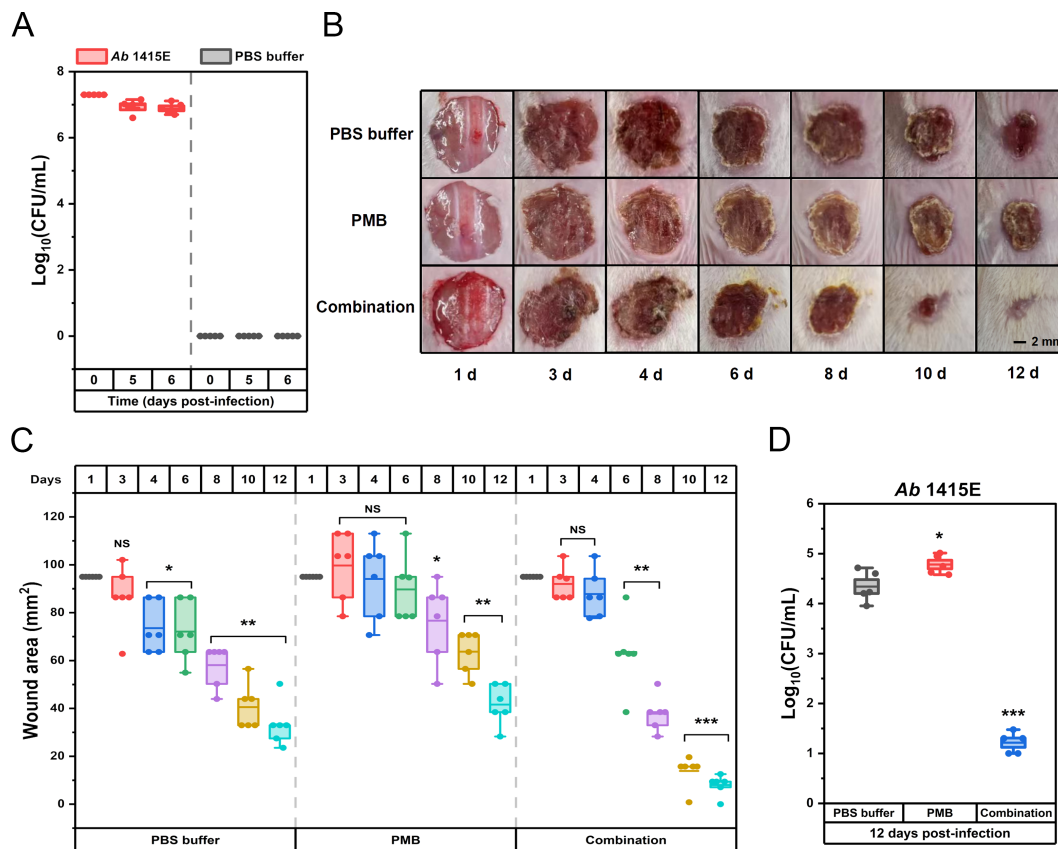 A
Ab 1415E
PBS buffer
8
6
4
2
0
Log10(CFU/mL)
0 5 6 0 5 6
Time (days post-infection)
B
PBS buffer
PMB
Combination
2 mm
1 d 3 d 4 d 6 d 8 d 10 d 12 d
C
Days 1 3 4 6 8 10 12 1 3 4 6 8 10 12 1 3 4 6 8 10 12
120
100
80
60
40
20
0
Wound area (mm²)
NS * **
NS * **
NS ** ***
PBS buffer PMB Combination
D
Ab 1415E
6
5
4
3
2
1
0
Log10(CFU/mL)
*
***
PBS buffer PMB Combination
12 days post-infection